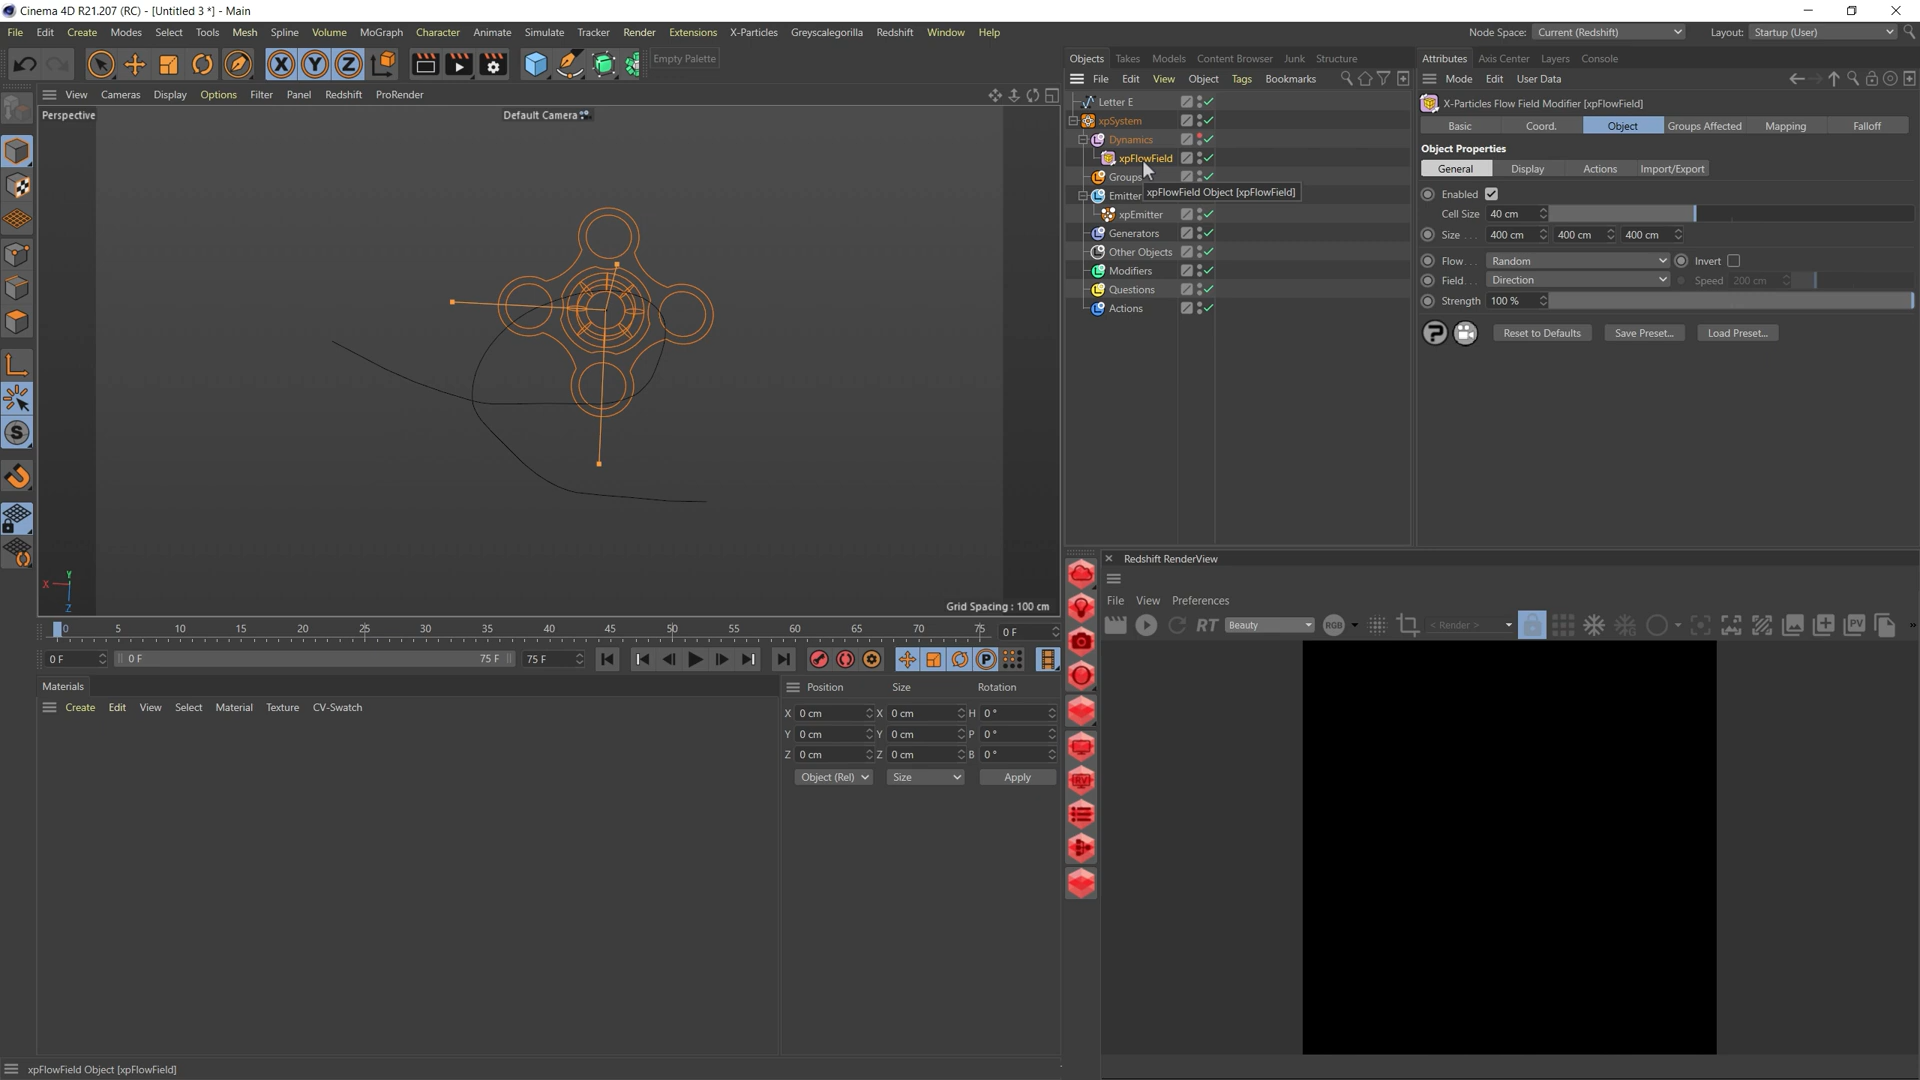 Cinema 4D R21.207 (RC) - [Untitled 3 *] - Main
File Edit Create Modes Select Tools Mesh Spline Volume MoGraph Character Animate Simulate Tracker Render Extensions X-Particles Greyscalegorilla Redshift Window Help
Node Space: Current (Redshift) Layout: Startup (User)
Empty Palette
Objects Takes Models Content Browser Junk Structure
Attributes Axis Center Layers Console
File Edit View Object Tags Bookmarks
Mode Edit User Data
View Cameras Display Options Filter Panel Redshift ProRender
Perspective
Default Camera
Letter E
xpSystem
Dynamics
xpFlowField
Groups
xpFlowField Object [xpFlowField]
Emitter
xpEmitter
Generators
Other Objects
Modifiers
Questions
Actions
X-Particles Flow Field Modifier [xpFlowField]
Basic Coord. Object Groups Affected Mapping Falloff
Object Properties
General Display Actions Import/Export
Enabled
Cell Size 40 cm
Size . . . 400 cm 400 cm 400 cm
Flow. . . Random Invert
Field. . . Direction Speed 200 cm
Strength 100 %
Reset to Defaults Save Preset... Load Preset...
X Y Z
Grid Spacing : 100 cm
0 5 10 15 20 25 30 35 40 45 50 55 60 65 70 75 0 F
0 F 0 F 75 F 75 F
P
Materials
Create Edit View Select Material Texture CV-Swatch
Position Size Rotation
X 0 cm X 0 cm H 0 °
Y 0 cm Y 0 cm P 0 °
Z 0 cm Z 0 cm B 0 °
Object (Rel) Size Apply
Redshift RenderView
File View Preferences
RT Beauty RGB < Render > PV
RV
xpFlowField Object [xpFlowField]